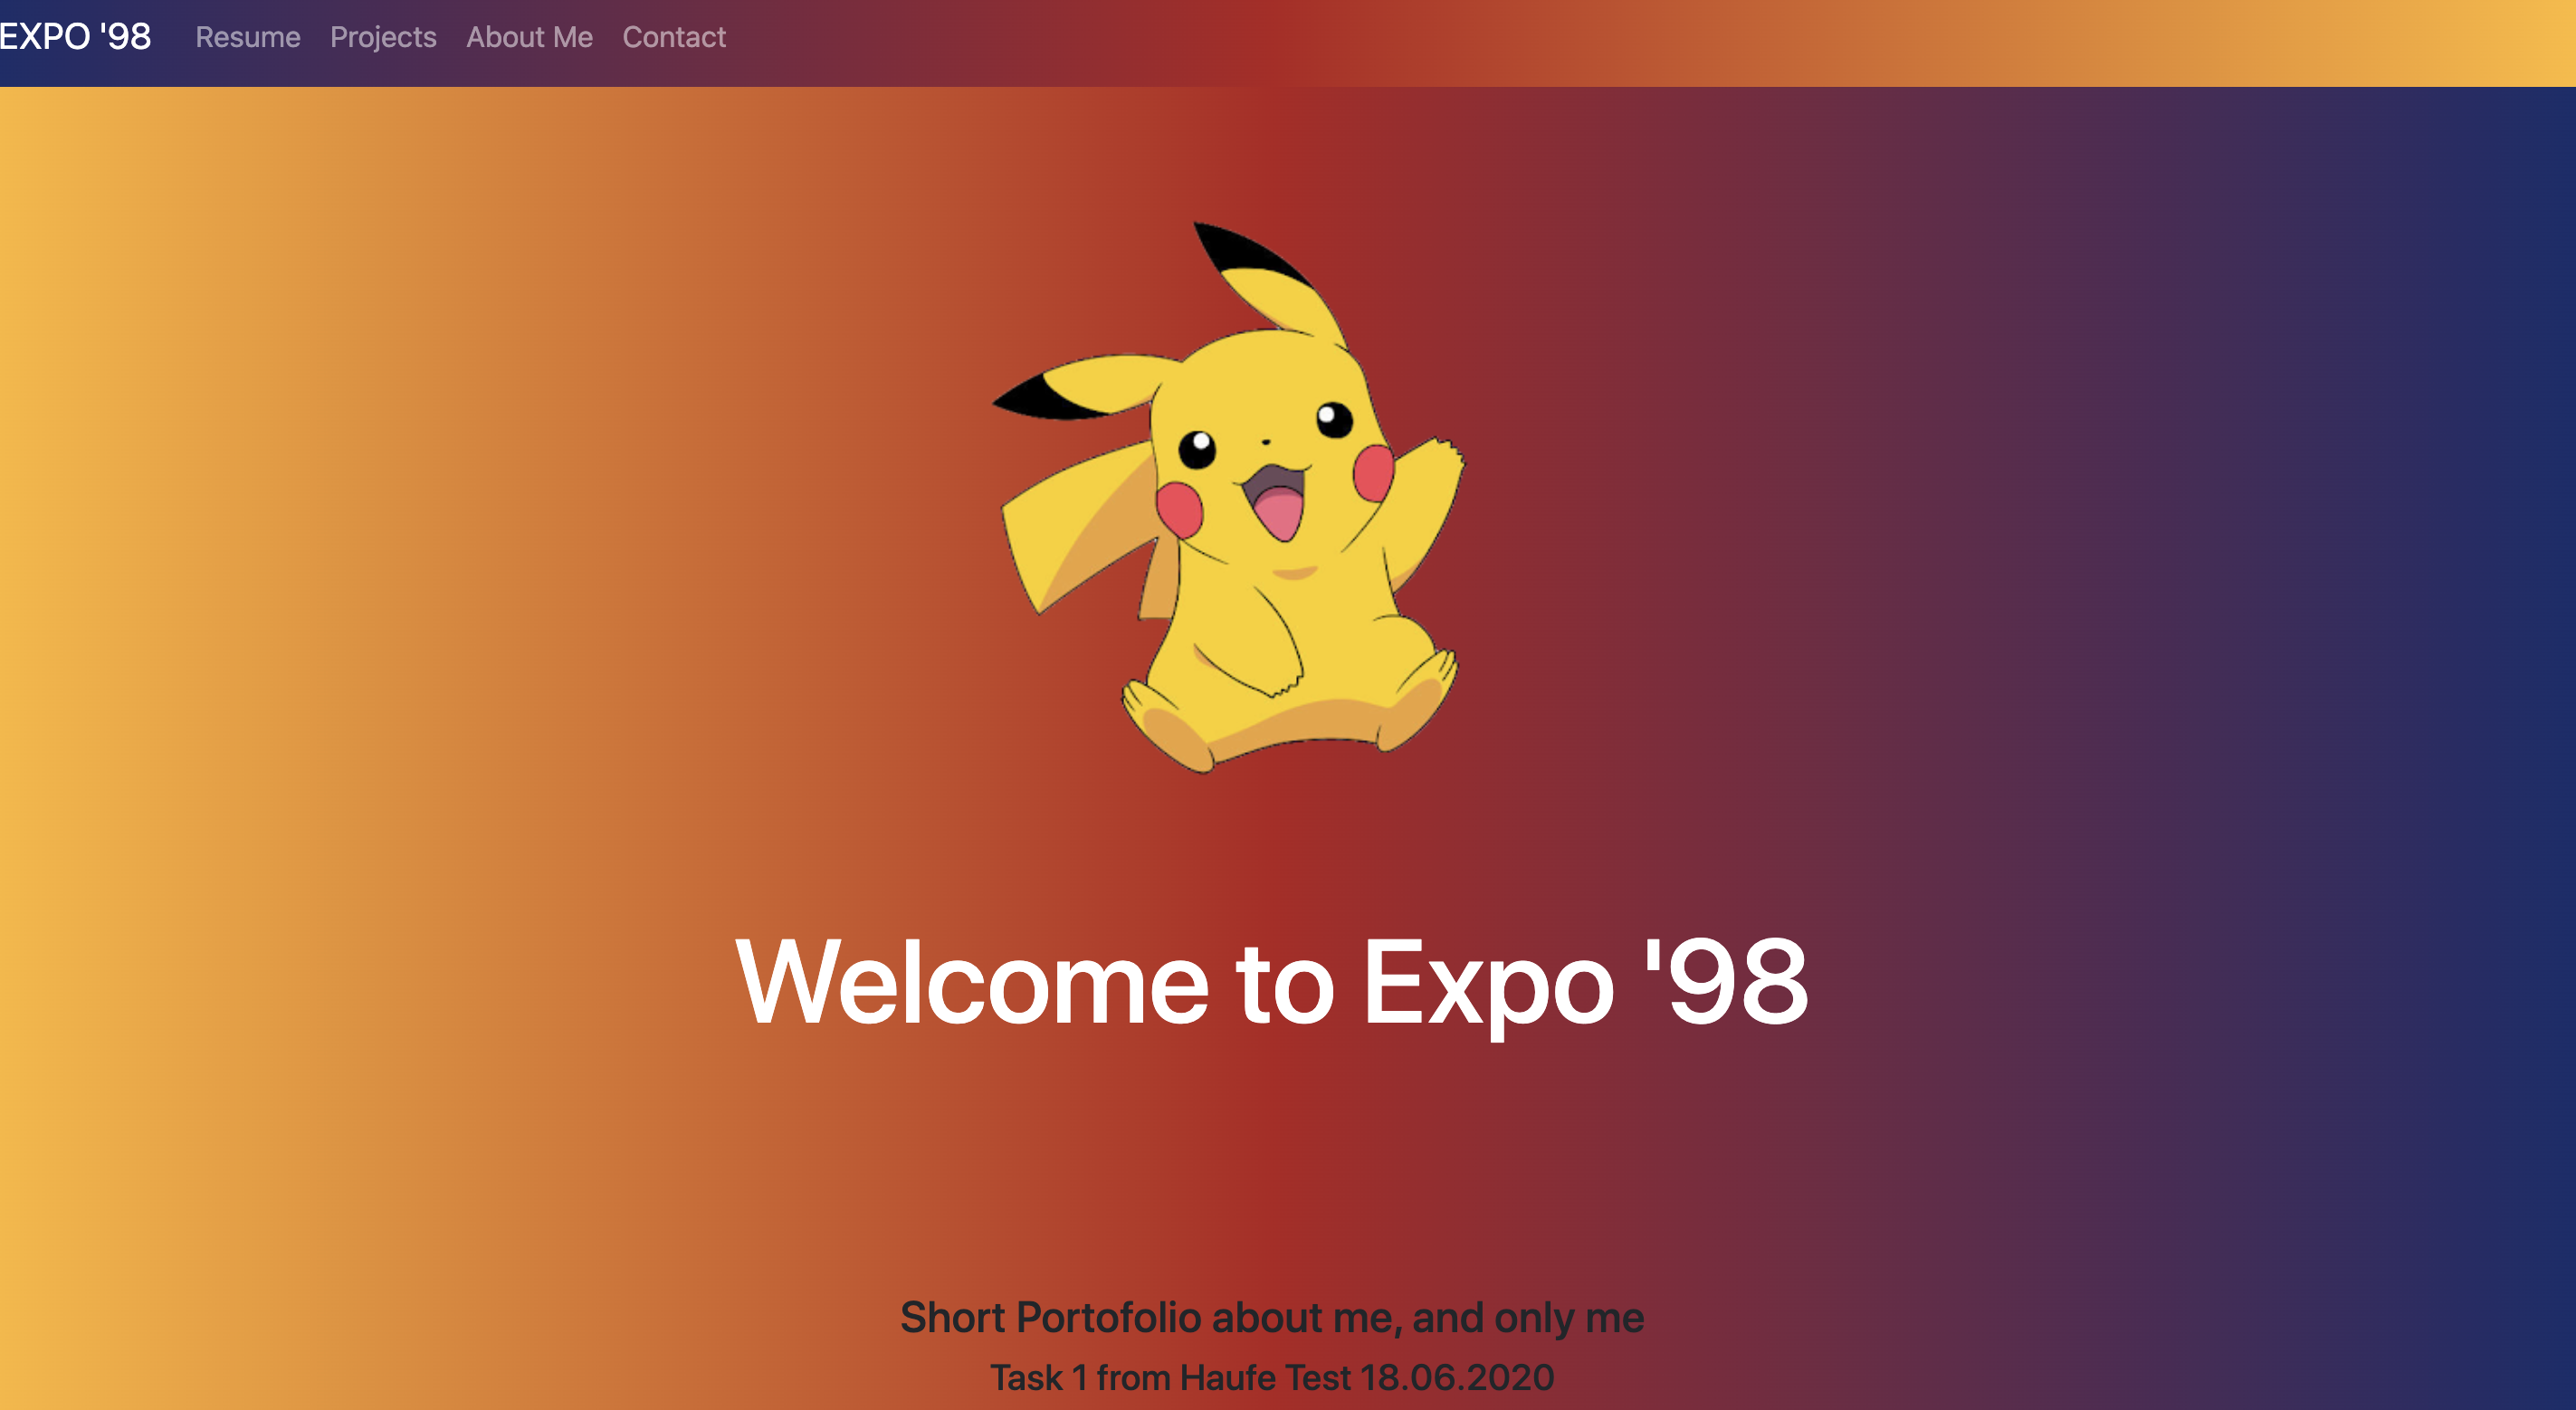 EXPO '98 Resume Projects About Me Contact
Welcome to Expo '98
Short Portofolio about me, and only me
Task 1 from Haufe Test 18.06.2020